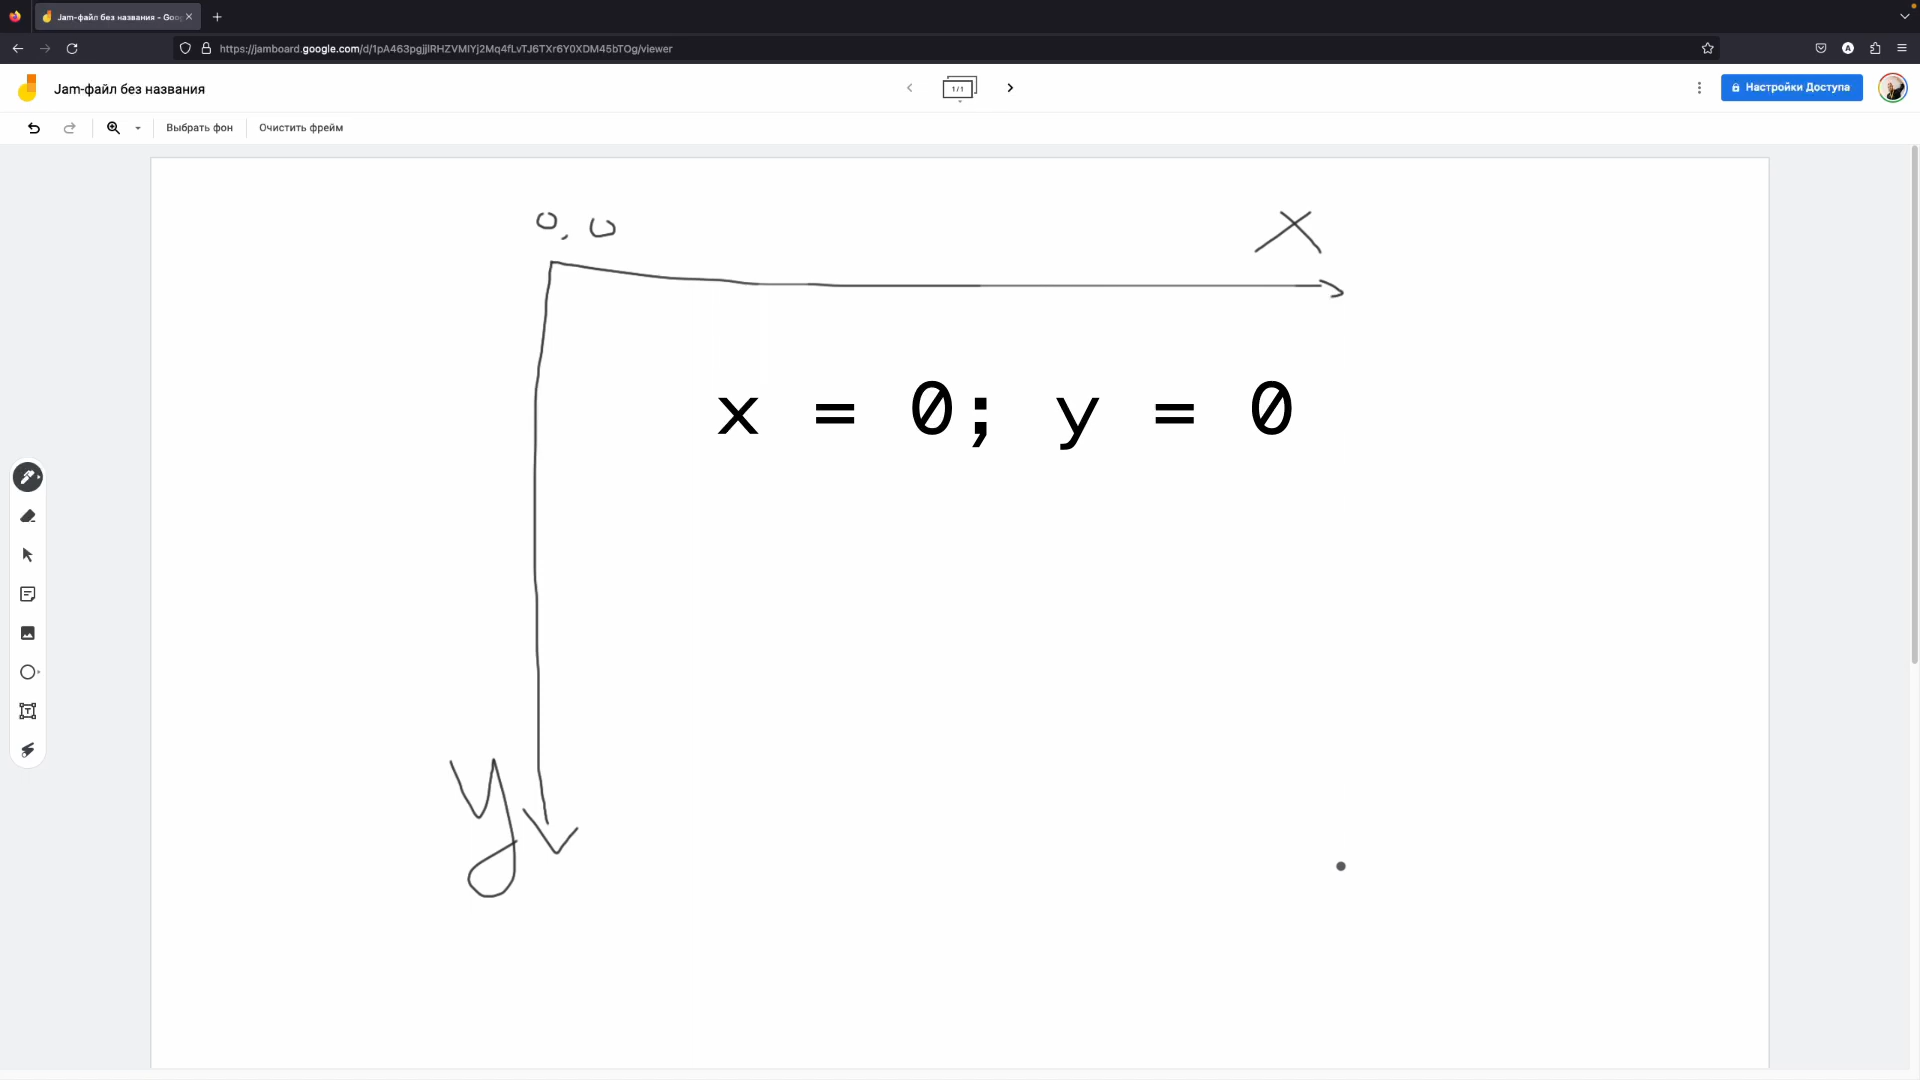 Jam-файл без названия - Goo
https://jamboard.google.com/d/1pA463pgjjlRHZVMlYj2Mq4fLvTJ6TXr6Y0XDM45bTOg/viewer
Jam-файл без названия
1/1
Настройки Доступа
Выбрать фон
Очистить фрейм
0, 0
X
x = 0; y = 0
y